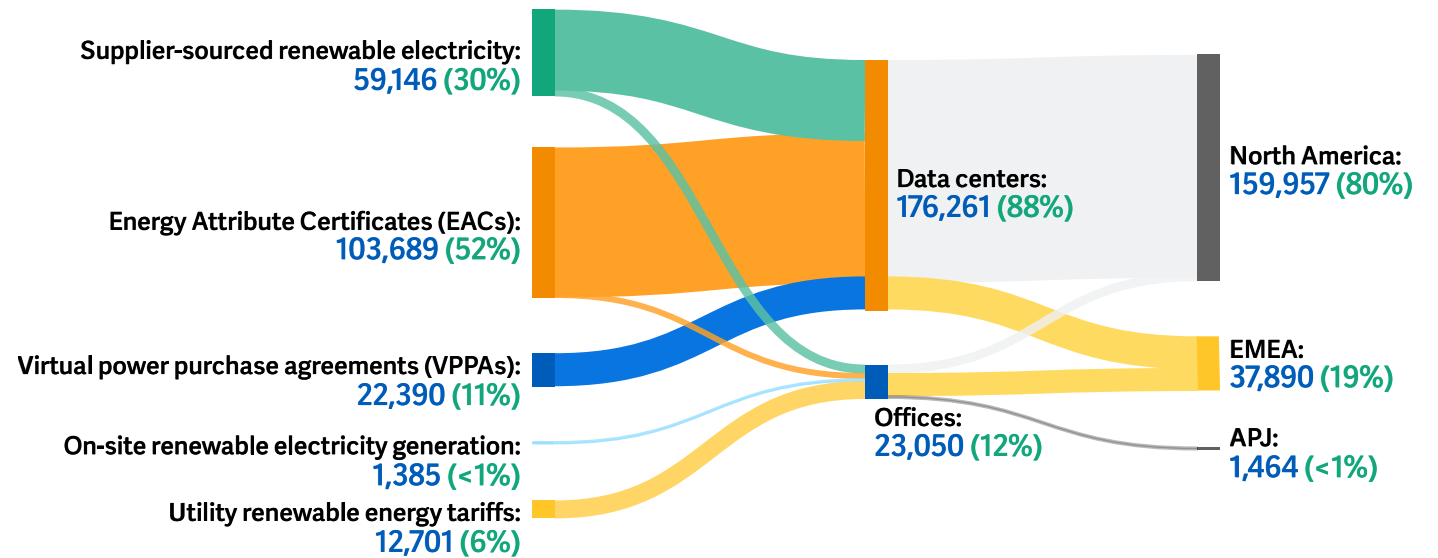 Supplier-sourced renewable electricity:
59,146 (30%)
Energy Attribute Certificates (EACs):
103,689 (52%)
Virtual power purchase agreements (VPPAs):
22,390 (11%)
On-site renewable electricity generation:
1,385 (<1%)
Utility renewable energy tariffs:
12,701 (6%)
Data centers:
176,261 (88%)
Offices:
23,050 (12%)
North America:
159,957 (80%)
EMEA:
37,890 (19%)
APJ:
1,464 (<1%)